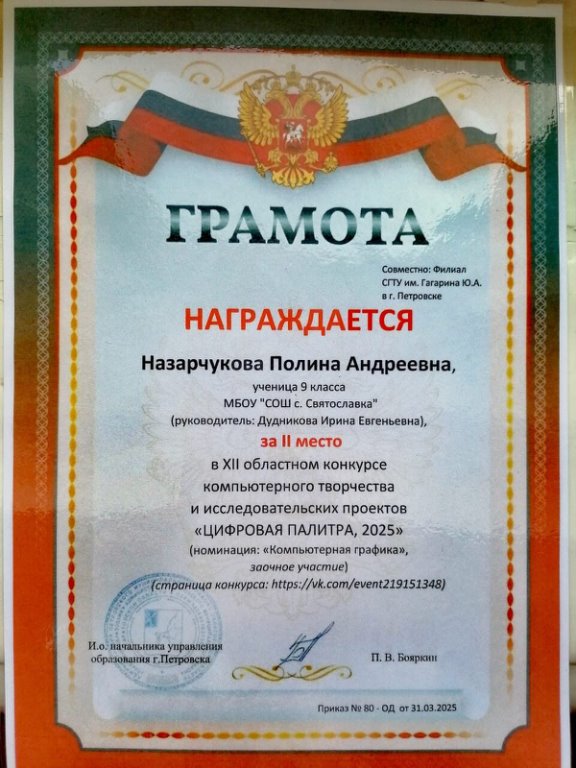 ГРАМОТА
Совместно: Филиал
СГТУ им. Гагарина Ю.А.
в г. Петровске
НАГРАЖДАЕТСЯ
Назарчукова Полина Андреевна,
ученица 9 класса
МБОУ "СОШ с. Святославка"
(руководитель: Дудникова Ирина Евгеньевна),
за II место
в XII областном конкурсе
компьютерного творчества
и исследовательских проектов
«ЦИФРОВАЯ ПАЛИТРА, 2025»
(номинация: «Компьютерная графика»,
заочное участие)
(страница конкурса: https://vk.com/event219151348)
И.о. начальника управления
образования г.Петровска
П. В. Бояркин
Приказ № 80 - ОД от 31.03.2025